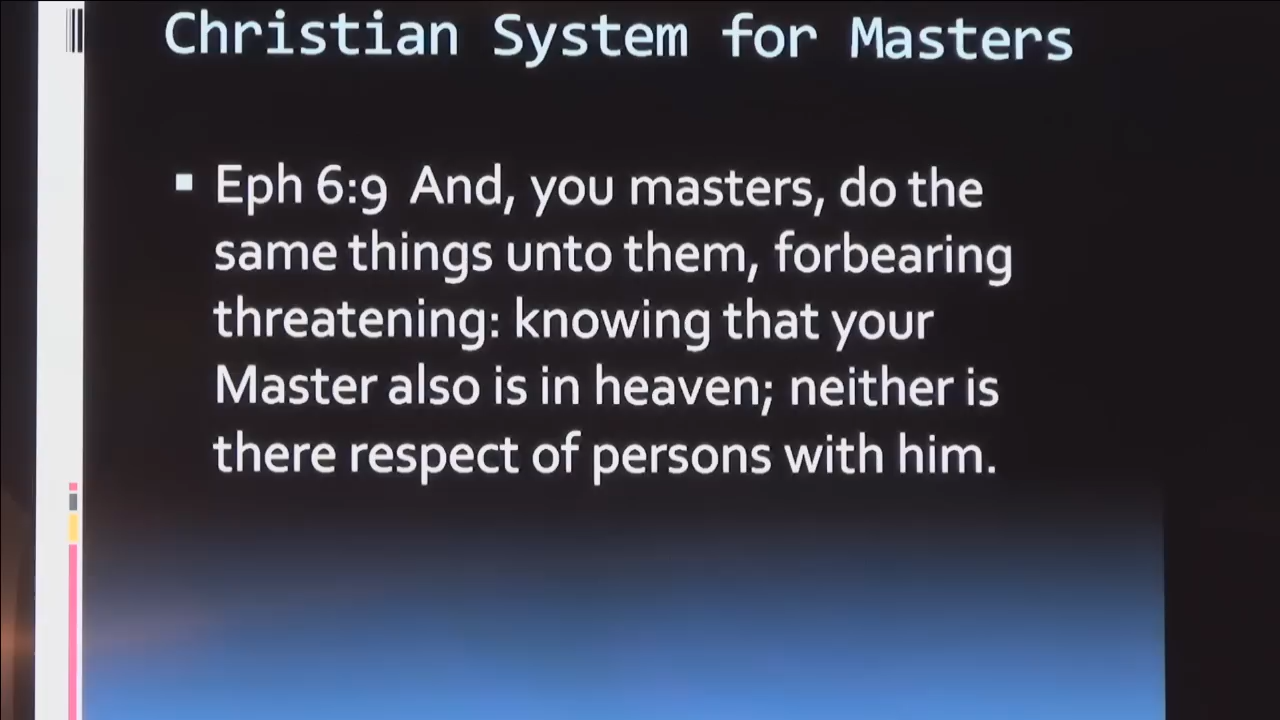 Christian System for Masters
▪ Eph 6:9 And, you masters, do the
same things unto them, forbearing
threatening: knowing that your
Master also is in heaven; neither is
there respect of persons with him.